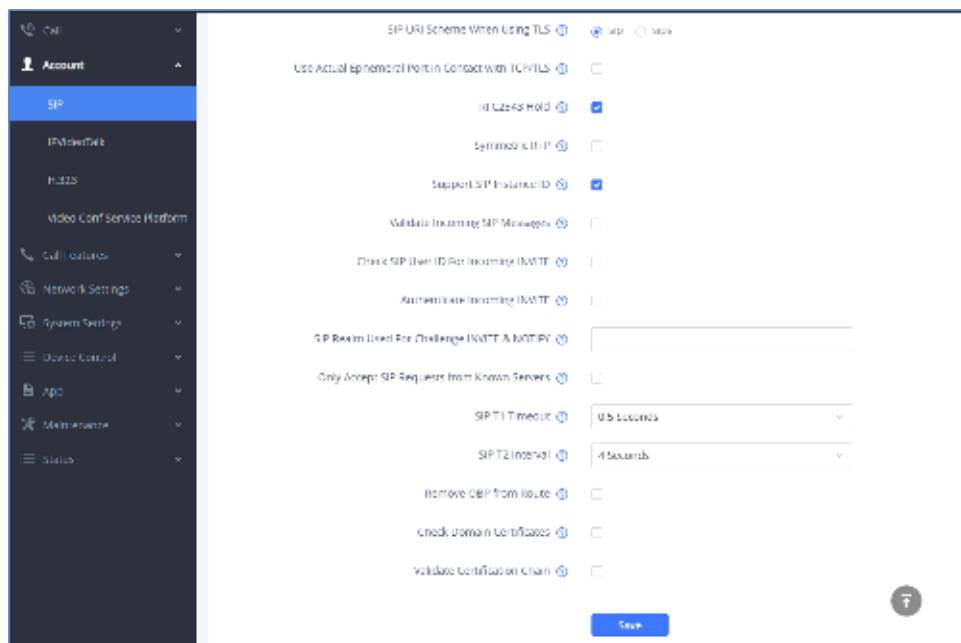 Call
Account
SIP
IPVideoTalk
H.323
Video Conf Service Platform
Call Features
Network Settings
System Settings
Device Control
App
Maintenance
Status
SIP URI Scheme When Using TLS sip sips
Use Actual Ephemeral Port in Contact with TCP/TLS
RFC2543 Hold
Symmetric RTP
Support SIP Instance ID
Validate Incoming SIP Messages
Check SIP User ID For Incoming INVITE
Authenticate Incoming INVITE
SIP Realm Used For Challenge INVITE & NOTIFY
Only Accept SIP Requests from Known Servers
SIP T1 Timeout 0.5 Seconds
SIP T2 Interval 4 Seconds
Remove OBP from Route
Check Domain Certificates
Validate Certification Chain
Save